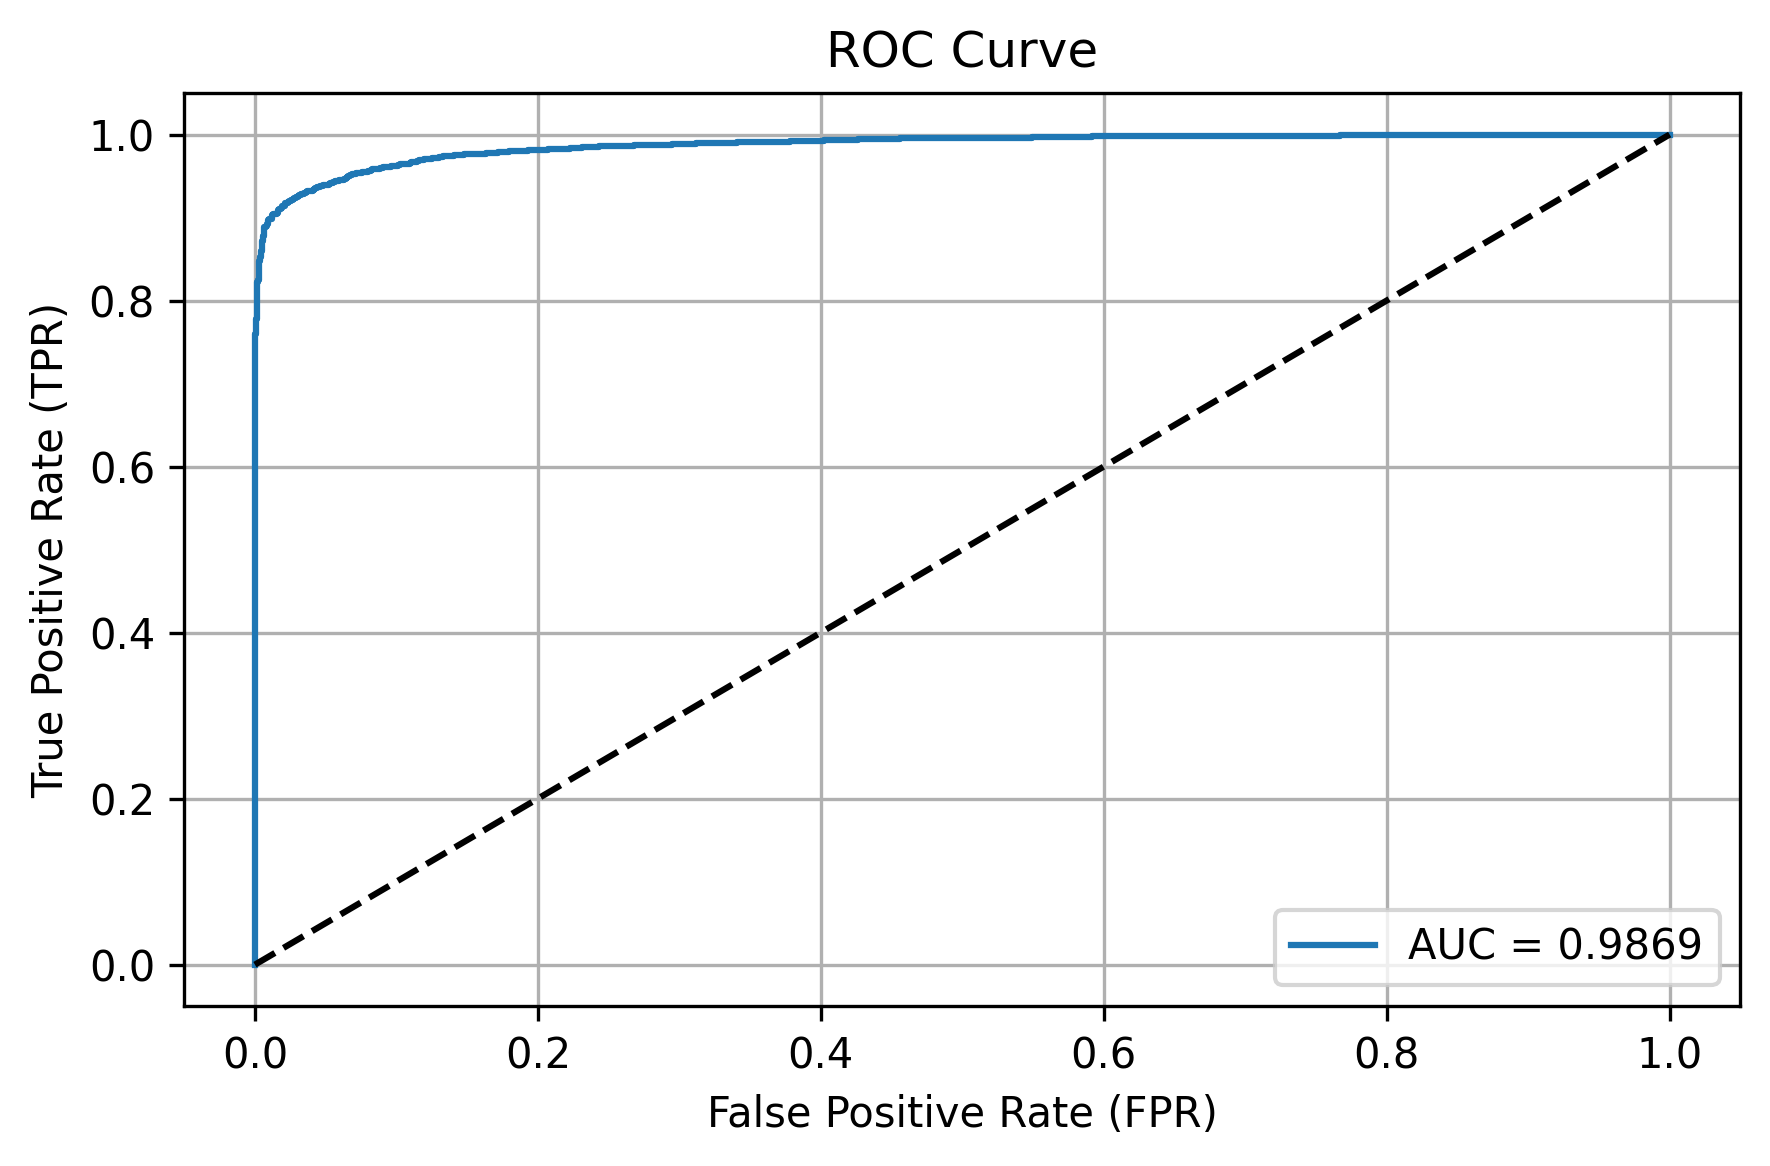 ROC Curve
True Positive Rate (TPR)
1.0
0.8
0.6
0.4
0.2
0.0
AUC = 0.9869
0.0 0.2 0.4 0.6 0.8 1.0
False Positive Rate (FPR)